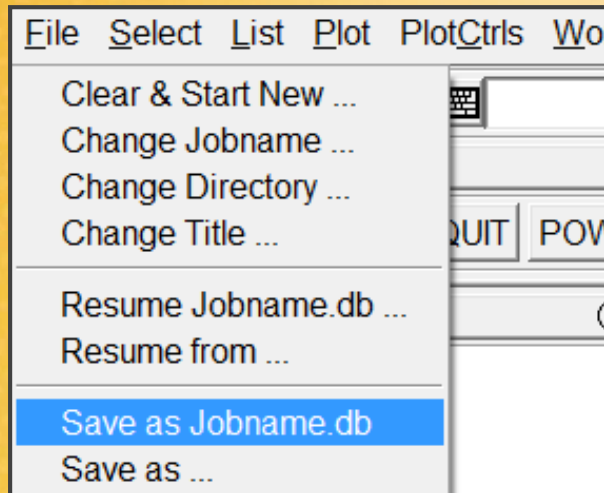 File Select List Plot PlotCtrls Wo
Clear & Start New ...
Change Jobname ...
Change Directory ...
Change Title ...
QUIT POW
Resume Jobname.db ...
Resume from ...
Save as Jobname.db
Save as ...